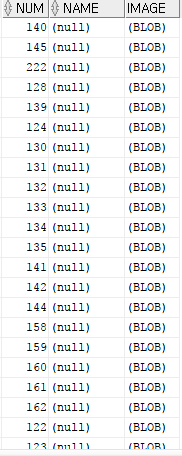 NUM NAME IMAGE
140 (null) (BLOB)
145 (null) (BLOB)
222 (null) (BLOB)
128 (null) (BLOB)
139 (null) (BLOB)
124 (null) (BLOB)
130 (null) (BLOB)
131 (null) (BLOB)
132 (null) (BLOB)
133 (null) (BLOB)
134 (null) (BLOB)
135 (null) (BLOB)
141 (null) (BLOB)
142 (null) (BLOB)
144 (null) (BLOB)
158 (null) (BLOB)
159 (null) (BLOB)
160 (null) (BLOB)
161 (null) (BLOB)
162 (null) (BLOB)
122 (null) (BLOB)
123 (null) (BLOB)